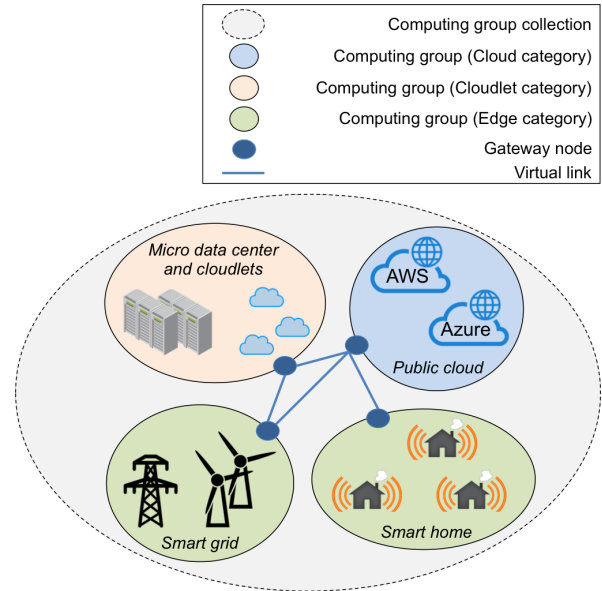 Computing group collection
Computing group (Cloud category)
Computing group (Cloudlet category)
Computing group (Edge category)
Gateway node
Virtual link
Micro data center
and cloudlets
AWS
Azure
Public cloud
Smart grid
Smart home